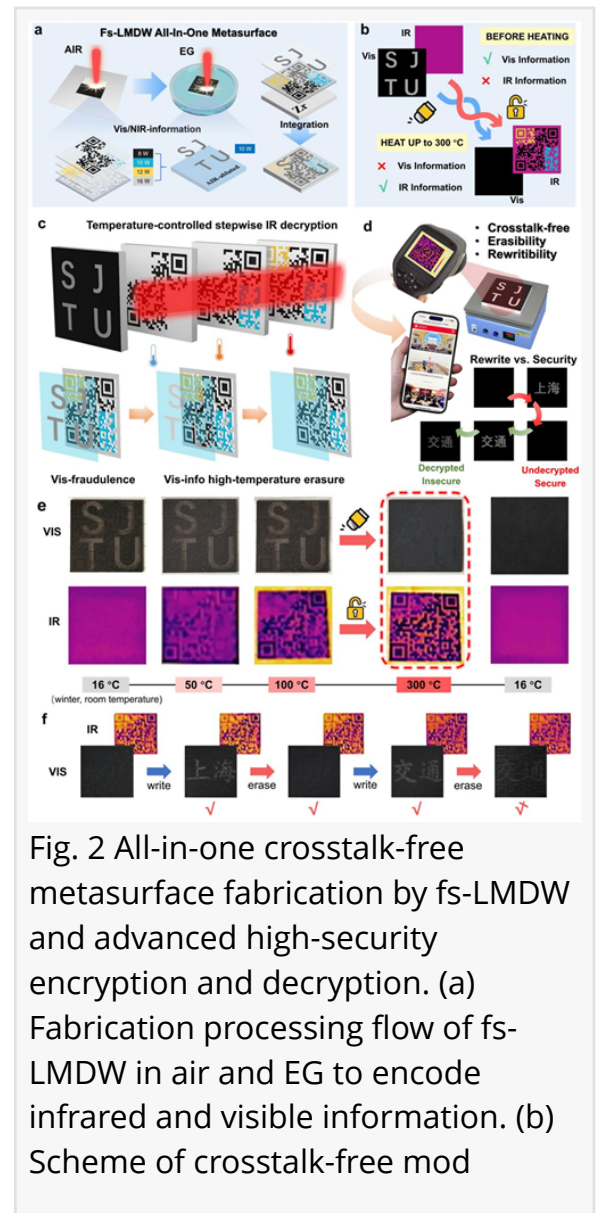 a
Fs-LMDW All-In-One Metasurface
AIR
EG
S J
T U
Integration
Vis/NIR-information
8 W
10 W
12 W
16 W
S J
T U
10 W
AIR-ablated
b
IR
Vis
S J
T U
BEFORE HEATING
√ Vis Information
× IR Information
HEAT UP to 300 °C
× Vis Information
√ IR Information
IR
Vis
c
Temperature-controlled stepwise IR decryption
S J
T U
S J
T U
S J
T U
Vis-fraudulence
Vis-info high-temperature erasure
d
• Crosstalk-free
• Erasibility
• Rewritibility
S J
T U
Rewrite vs. Security
上海
交通
交通
Decrypted
Insecure
Undecrypted
Secure
e
VIS
S J
T U
S J
T U
S J
T U
IR
16 °C
50 °C
100 °C
300 °C
16 °C
(winter, room temperature)
f
IR
VIS
write
上海
erase
write
交通
erase
交通
Fig. 2 All-in-one crosstalk-free
metasurface fabrication by fs-LMDW
and advanced high-security
encryption and decryption. (a)
Fabrication processing flow of fs-
LMDW in air and EG to encode
infrared and visible information. (b)
Scheme of crosstalk-free mod